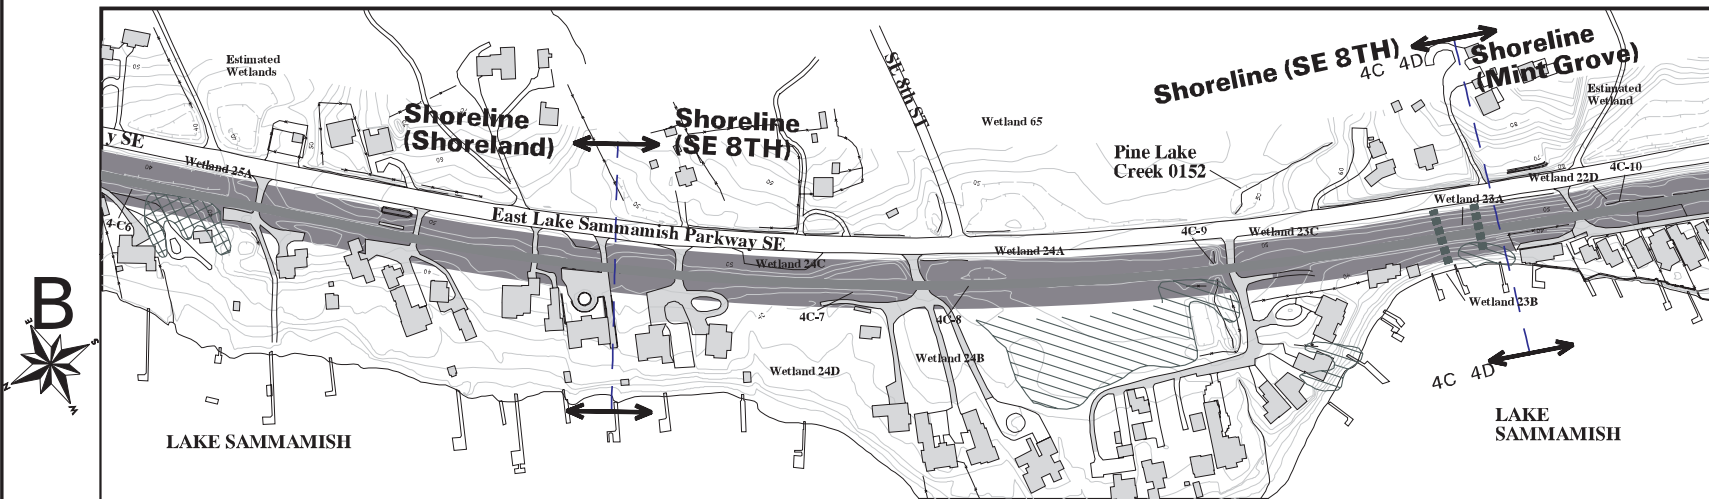 Shoreline (SE 8TH)
4C 4D
Shoreline
(Mint Grove)
Estimated
Wetlands
Estimated
Wetland
Shoreline
(Shoreland)
Shoreline
(SE 8TH)
SE 8th ST
Wetland 65
Pine Lake
Creek 0152
y SE
Wetland 25A
4C-10
Wetland 22D
Wetland 23A
4-C6
East Lake Sammamish Parkway SE
4C-9
Wetland 23C
Wetland 24A
Wetland 24C
B
E
S
N
W
4C-7
4C-8
Wetland 23B
Wetland 24B
Wetland 24D
4C 4D
LAKE SAMMAMISH
LAKE
SAMMAMISH